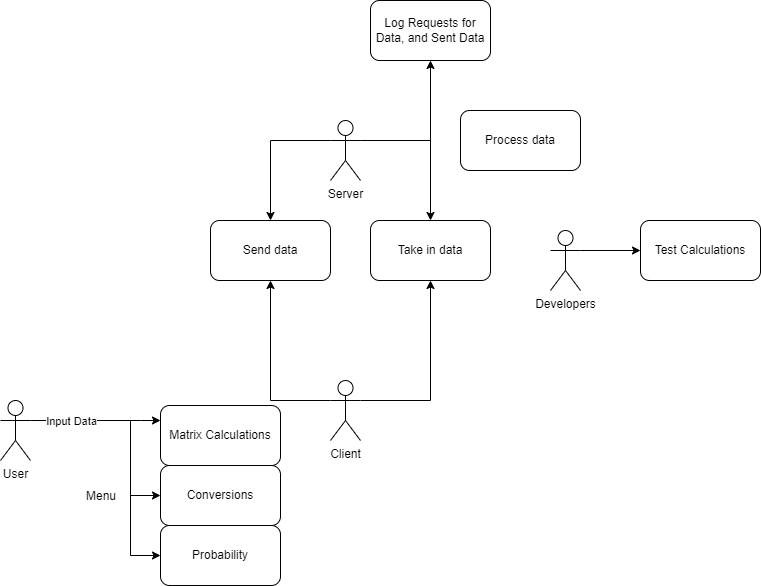 Log Requests for
Data, and Sent Data
Process data
Server
Send data
Take in data
Test Calculations
Developers
Input Data
Matrix Calculations
Client
User
Menu
Conversions
Probability